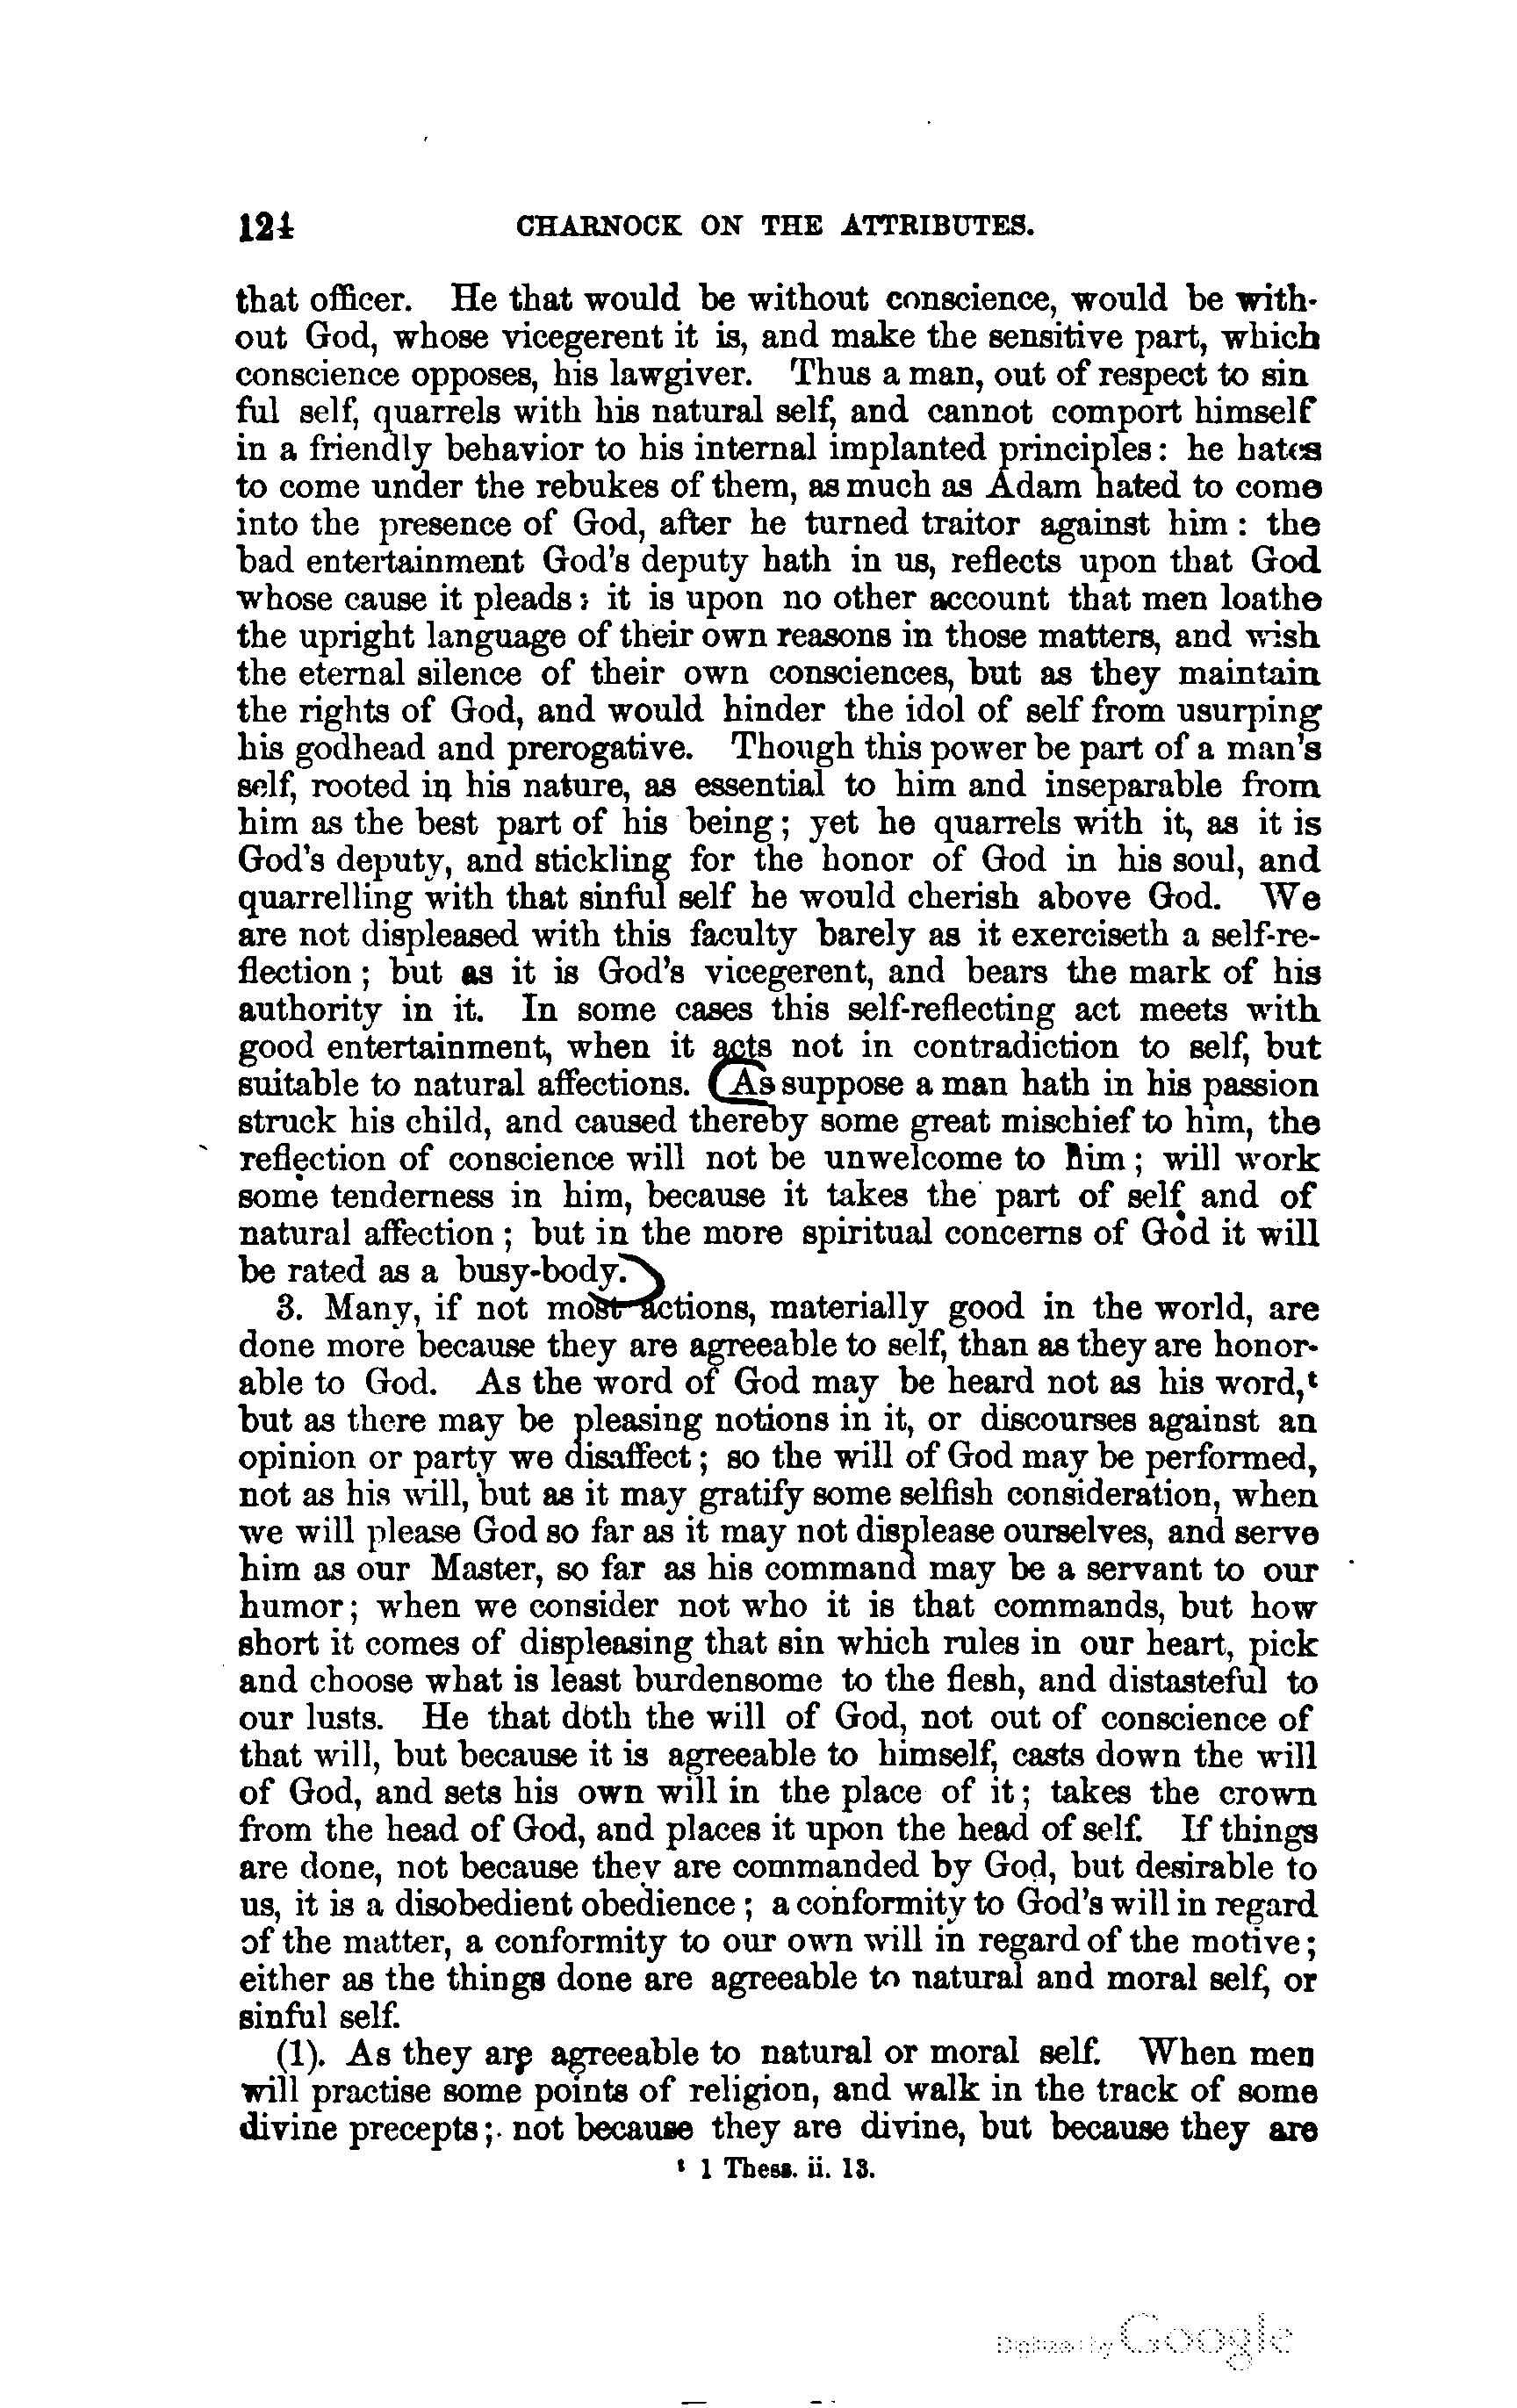 124 CHARNOCK ON THE ATTRIBUTES.
that officer. He that would be without conscience, would be with-
out God, whose vicegerent it is, and make the sensitive part, which
conscience opposes, his lawgiver. Thus a man, out of respect to sin
ful self, quarrels with his natural self, and cannot comport himself
in a friendly behavior to his internal implanted principles: he hates
to come under the rebukes of them, as much as Adam hated to come
into the presence of God, after he turned traitor against him: the
bad entertainment God's deputy hath in us, reflects upon that God
whose cause it pleads; it is upon no other account that men loathe
the upright language of their own reasons in those matters, and wish
the eternal silence of their own consciences, but as they maintain
the rights of God, and would hinder the idol of self from usurping
his godhead and prerogative. Though this power be part of a man's
self, rooted in his nature, as essential to him and inseparable from
him as the best part of his being; yet he quarrels with it, as it is
God's deputy, and stickling for the honor of God in his soul, and
quarrelling with that sinful self he would cherish above God. We
are not displeased with this faculty barely as it exerciseth a self-re-
flection; but as it is God's vicegerent, and bears the mark of his
authority in it. In some cases this self-reflecting act meets with
good entertainment, when it acts not in contradiction to self, but
suitable to natural affections. As suppose a man hath in his passion
struck his child, and caused thereby some great mischief to him, the
reflection of conscience will not be unwelcome to him; will work
some tenderness in him, because it takes the part of self and of
natural affection; but in the more spiritual concerns of God it will
be rated as a busy-body.
3. Many, if not most actions, materially good in the world, are
done more because they are agreeable to self, than as they are honor-
able to God. As the word of God may be heard not as his word,t
but as there may be pleasing notions in it, or discourses against an
opinion or party we disaffect; so the will of God may be performed,
not as his will, but as it may gratify some selfish consideration, when
we will please God so far as it may not displease ourselves, and serve
him as our Master, so far as his command may be a servant to our
humor; when we consider not who it is that commands, but how
short it comes of displeasing that sin which rules in our heart, pick
and choose what is least burdensome to the flesh, and distasteful to
our lusts. He that doth the will of God, not out of conscience of
that will, but because it is agreeable to himself, casts down the will
of God, and sets his own will in the place of it; takes the crown
from the head of God, and places it upon the head of self. If things
are done, not because they are commanded by God, but desirable to
us, it is a disobedient obedience; a conformity to God's will in regard
of the matter, a conformity to our own will in regard of the motive;
either as the things done are agreeable to natural and moral self, or
sinful self.
(1). As they are agreeable to natural or moral self. When men
will practise some points of religion, and walk in the track of some
divine precepts; not because they are divine, but because they are
t 1 Thess. ii. 13.
Digitized by Google